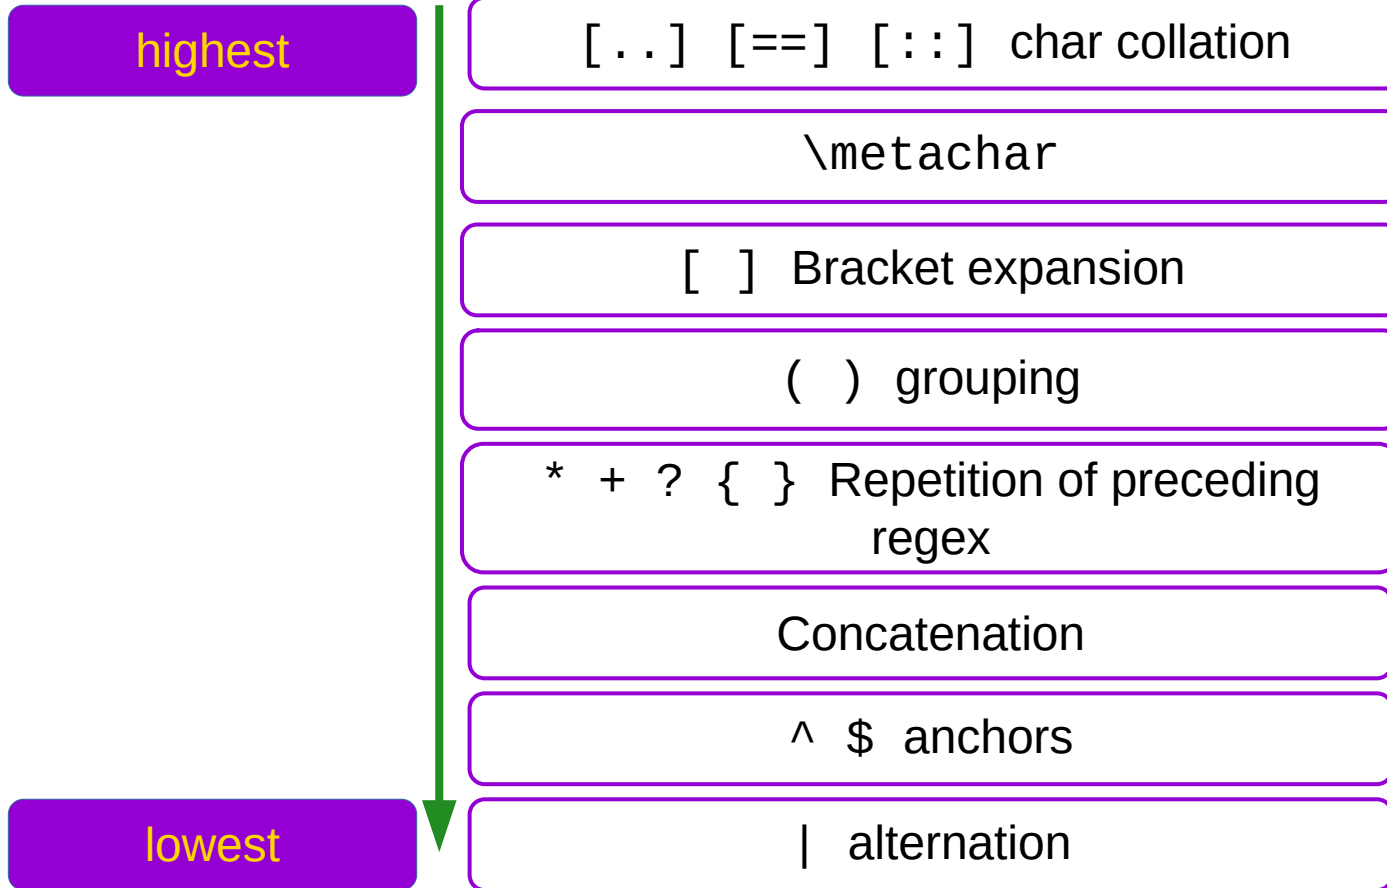 highest
[..] [==] [::] char collation
\metachar
[ ] Bracket expansion
( ) grouping
* + ? { } Repetition of preceding
regex
Concatenation
^ $ anchors
lowest
| alternation